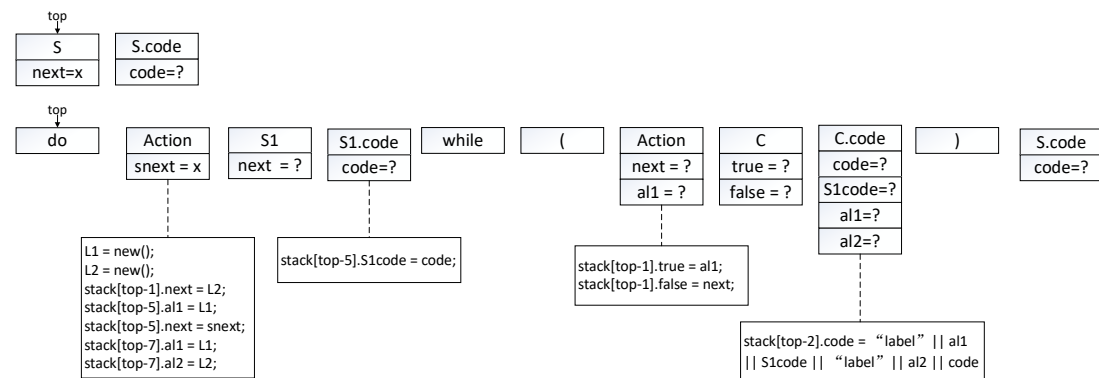 top
S S.code
next=x code=?
top
do Action S1 S1.code while ( Action C C.code ) S.code
snext = x next = ? code=? next = ? true = ? code=? code=?
al1 = ? false = ? S1code=?
al1=?
al2=?
L1 = new();
L2 = new();
stack[top-1].next = L2;
stack[top-5].al1 = L1;
stack[top-5].next = snext;
stack[top-7].al1 = L1;
stack[top-7].al2 = L2;
stack[top-5].S1code = code;
stack[top-1].true = al1;
stack[top-1].false = next;
stack[top-2].code = “label” || al1
|| S1code || “label” || al2 || code